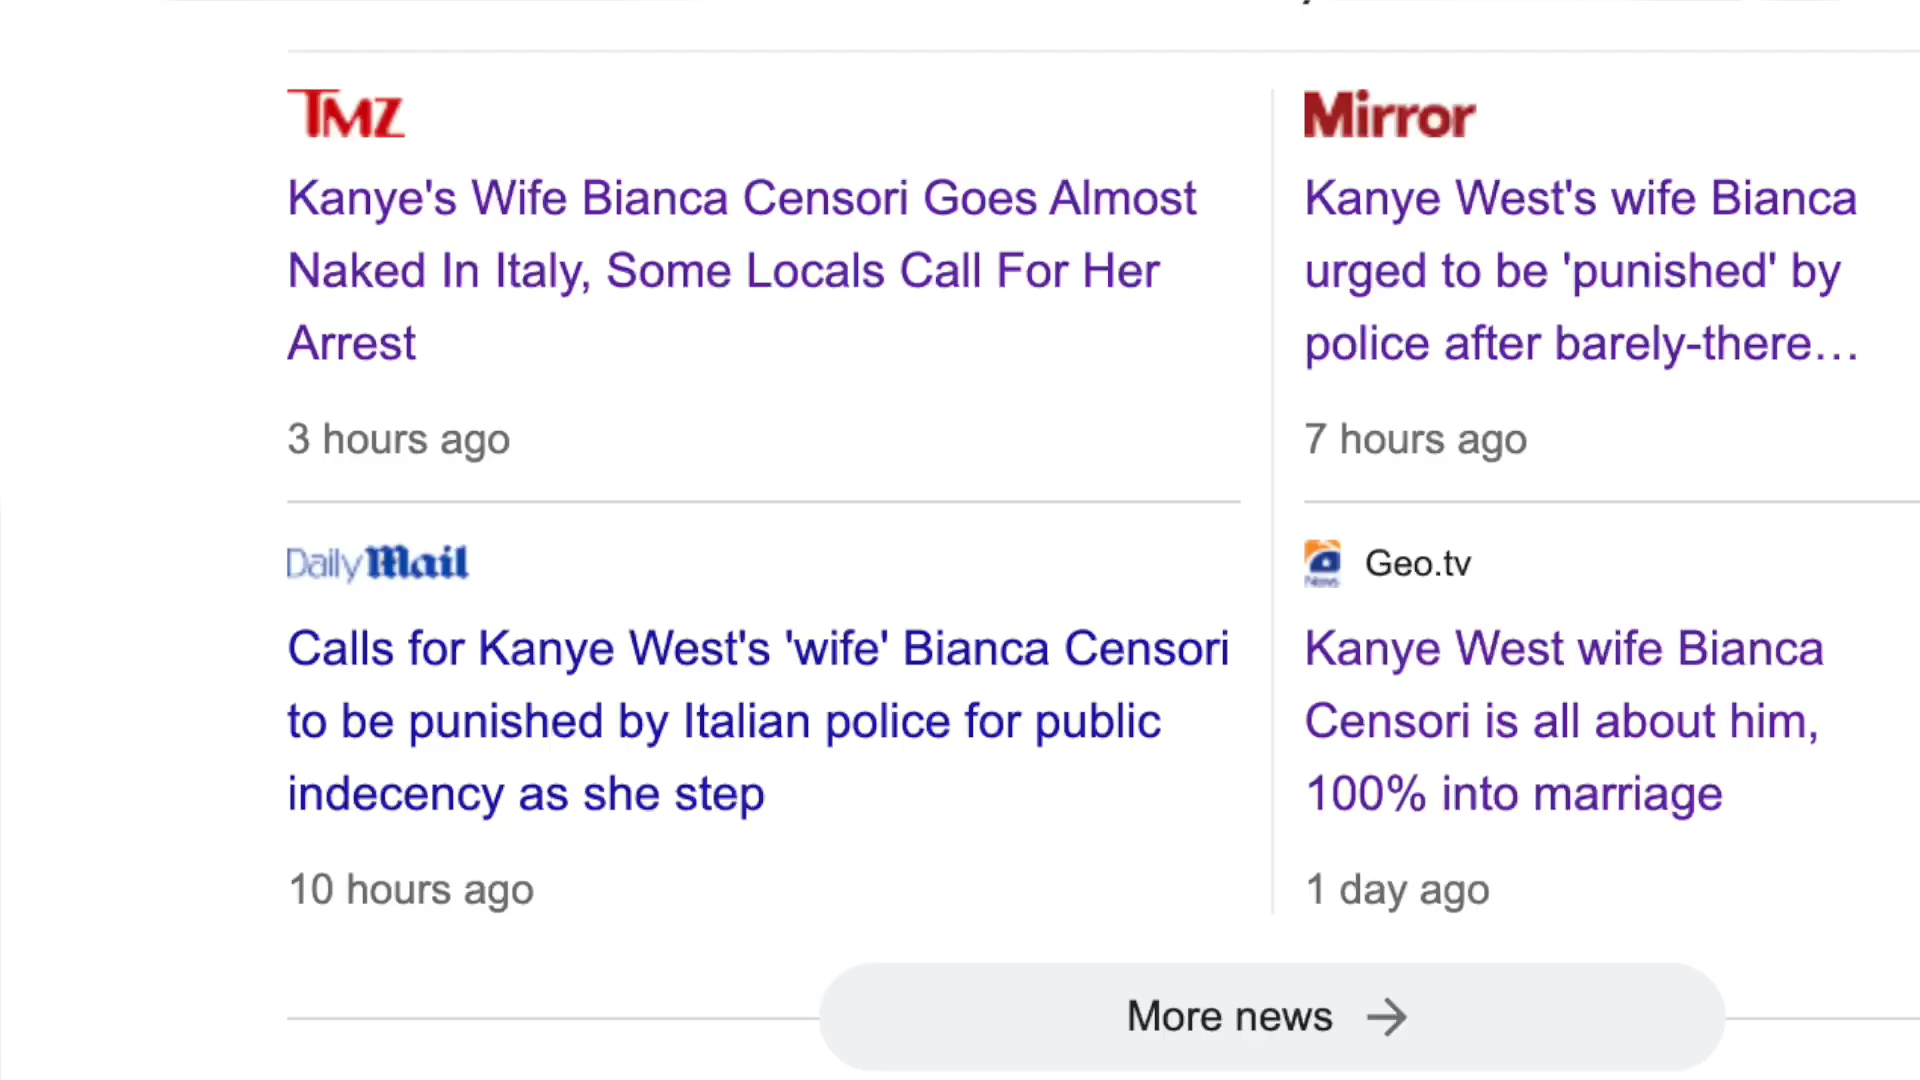 TMZ
Kanye's Wife Bianca Censori Goes Almost
Naked In Italy, Some Locals Call For Her
Arrest
3 hours ago
Mirror
Kanye West's wife Bianca
urged to be 'punished' by
police after barely-there…
7 hours ago
Daily Mail
Calls for Kanye West's 'wife' Bianca Censori
to be punished by Italian police for public
indecency as she step
10 hours ago
News Geo.tv
Kanye West wife Bianca
Censori is all about him,
100% into marriage
1 day ago
More news →